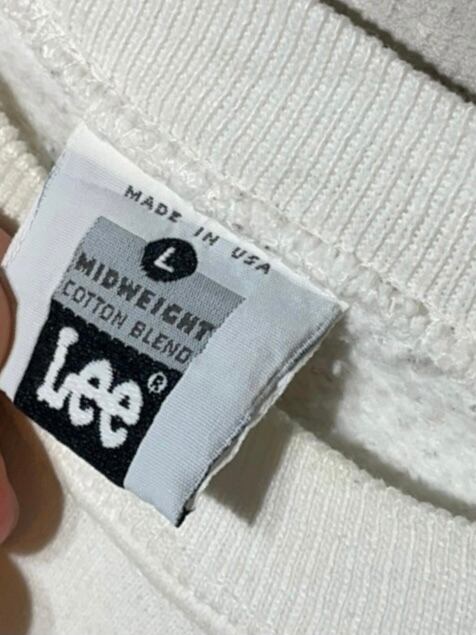 MADE IN USA
L
MIDWEIGHT
COTTON BLEND
Lee®